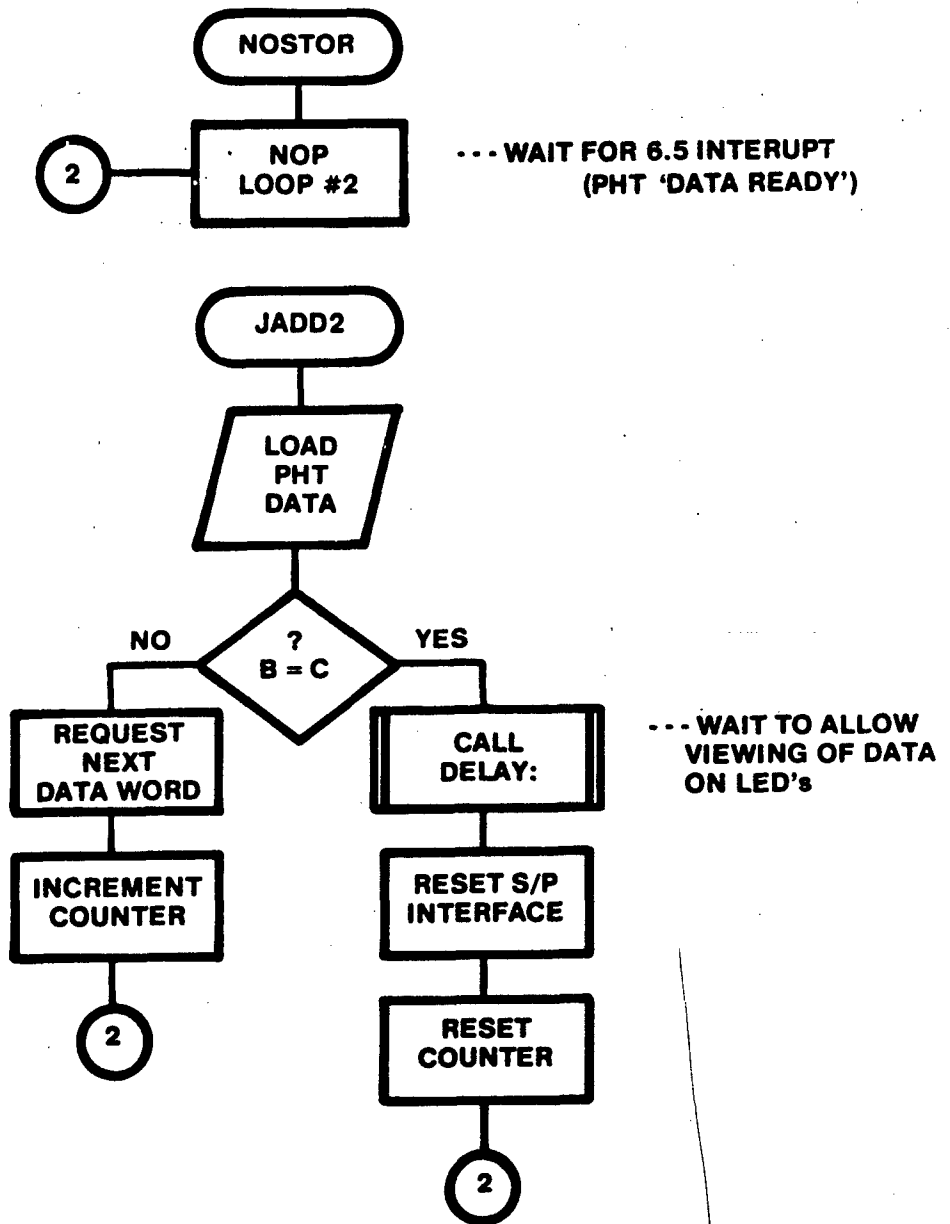 NOSTOR
2
NOP
LOOP #2
--- WAIT FOR 6.5 INTERUPT
(PHT 'DATA READY')
JADD2
LOAD
PHT
DATA
NO
?
B = C
YES
REQUEST
NEXT
DATA WORD
CALL
DELAY:
--- WAIT TO ALLOW
VIEWING OF DATA
ON LED's
INCREMENT
COUNTER
RESET S/P
INTERFACE
2
RESET
COUNTER
2